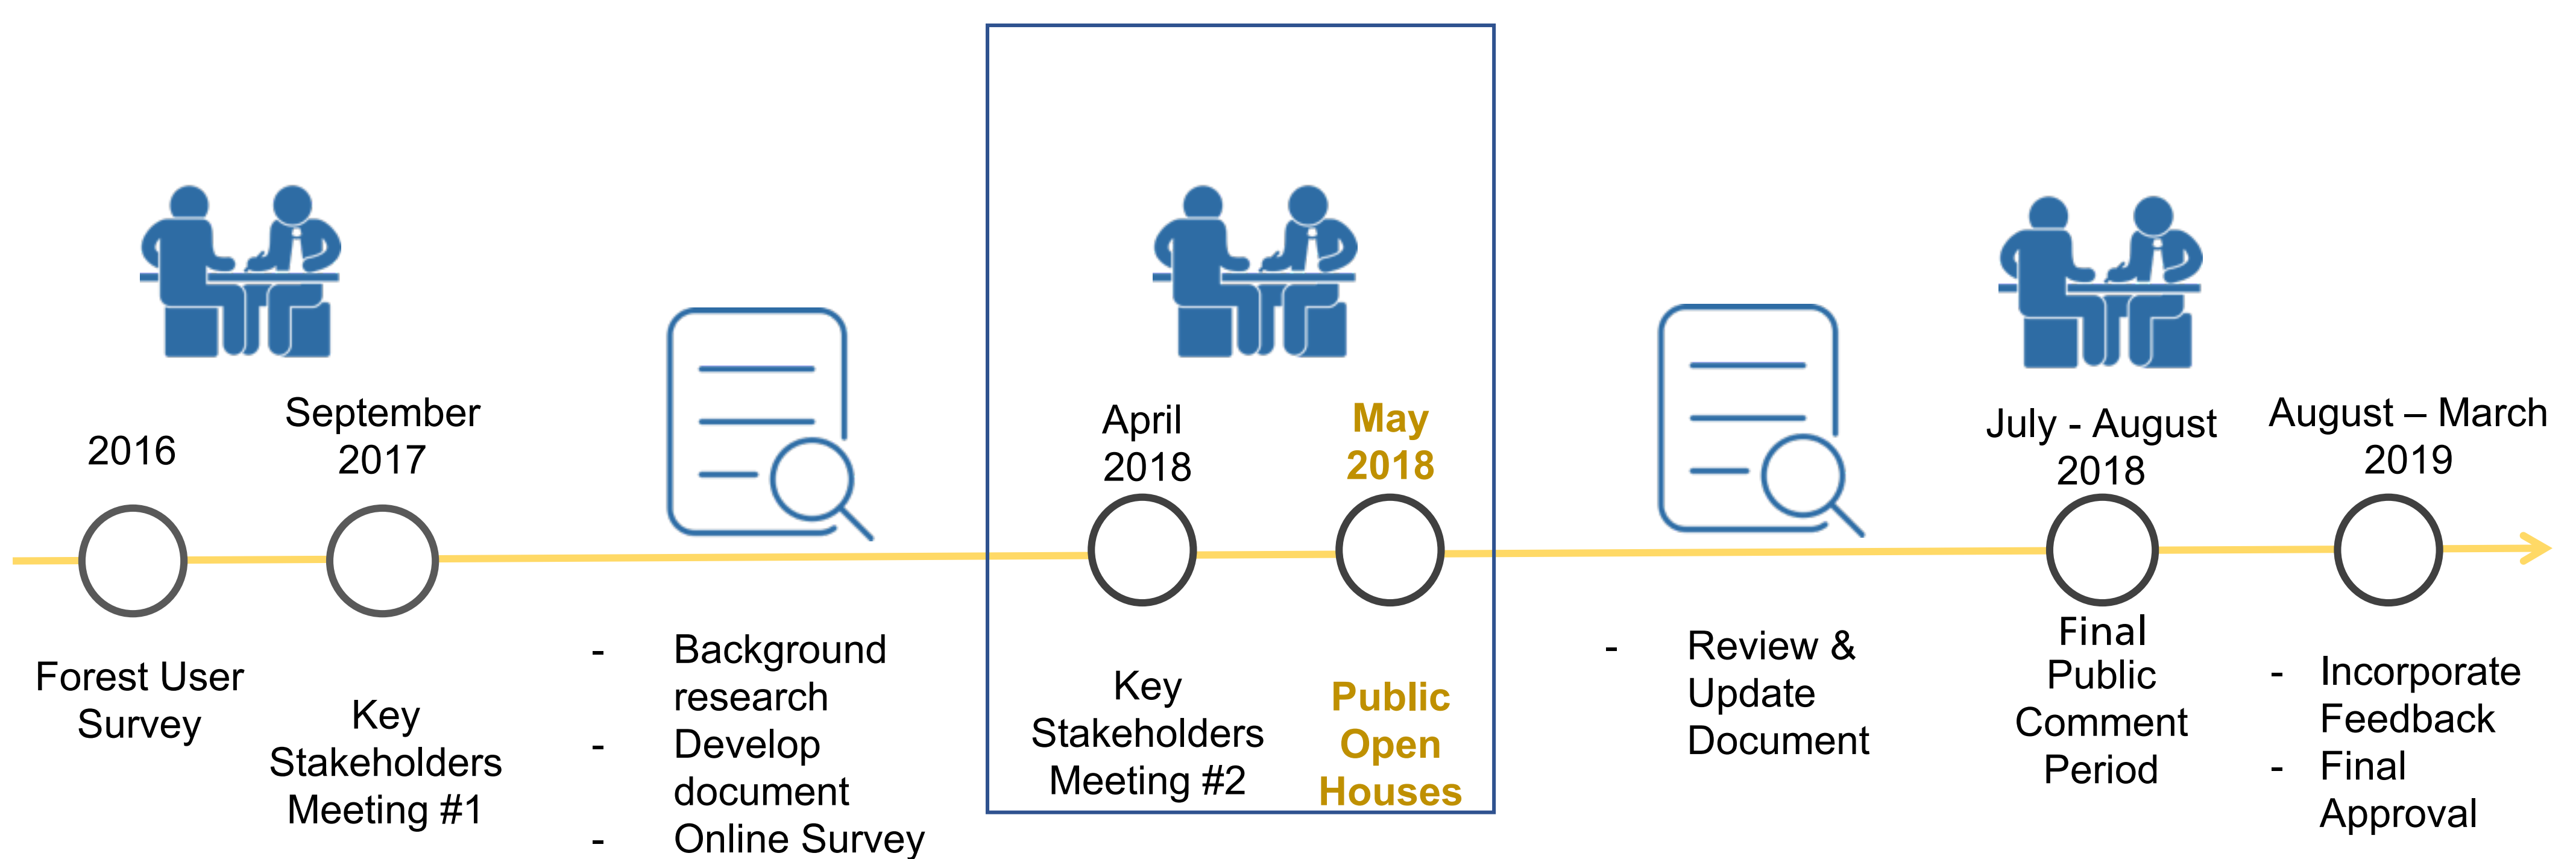 2016
Forest User
Survey
September
2017
Key
Stakeholders
Meeting #1
- Background
research
- Develop
document
- Online Survey
April
2018
Key
Stakeholders
Meeting #2
May
2018
Public
Open
Houses
- Review &
Update
Document
July - August
2018
Final
Public
Comment
Period
August – March
2019
- Incorporate
Feedback
- Final
Approval